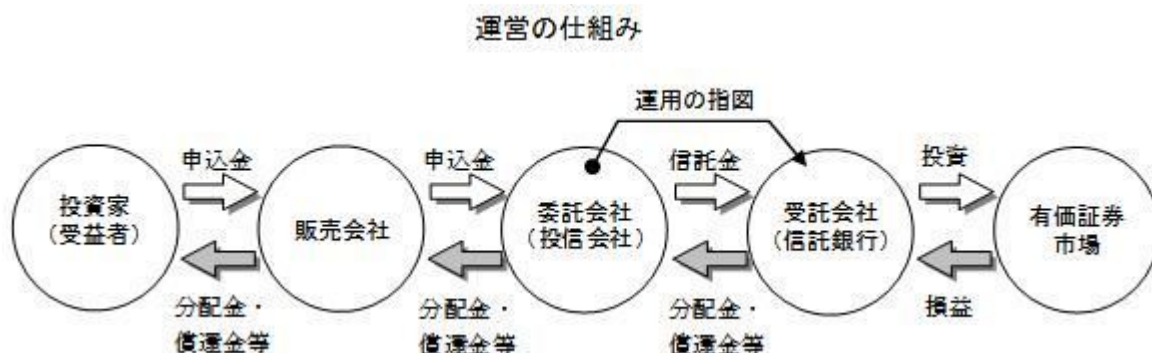 運営の仕組み
運用の指図
申込金
申込金
信託金
投資
投資家
(受益者)
販売会社
委託会社
(投信会社)
受託会社
(信託銀行)
有価証券
市場
分配金・
償還金等
分配金・
償還金等
分配金・
償還金等
損益